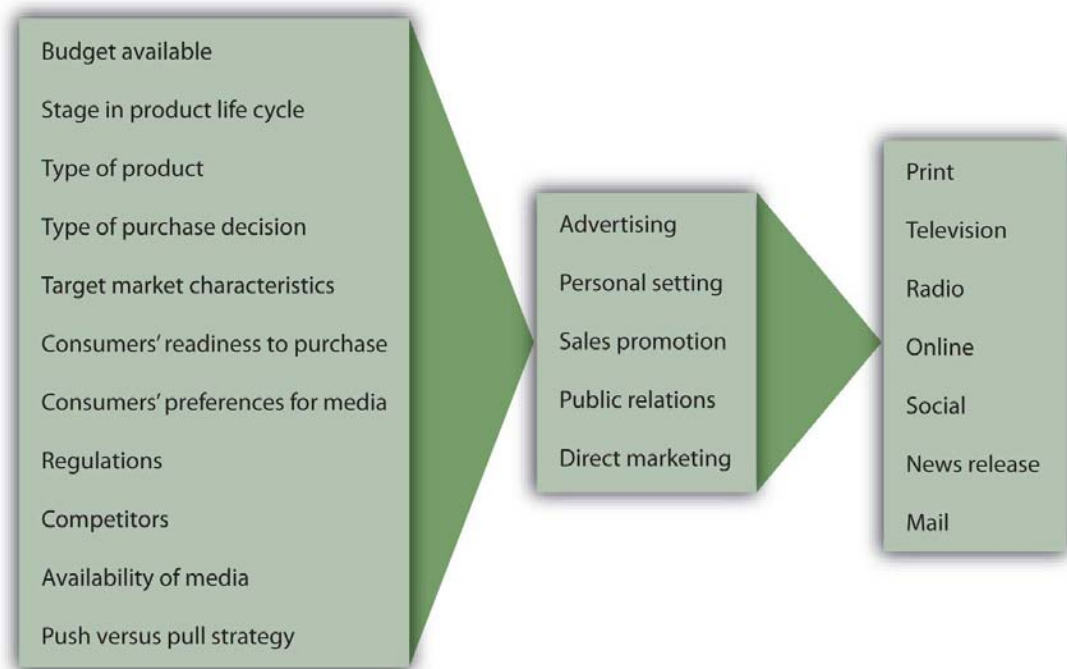 Budget available
Stage in product life cycle
Type of product
Type of purchase decision
Target market characteristics
Consumers' readiness to purchase
Consumers' preferences for media
Regulations
Competitors
Availability of media
Push versus pull strategy
Advertising
Personal setting
Sales promotion
Public relations
Direct marketing
Print
Television
Radio
Online
Social
News release
Mail